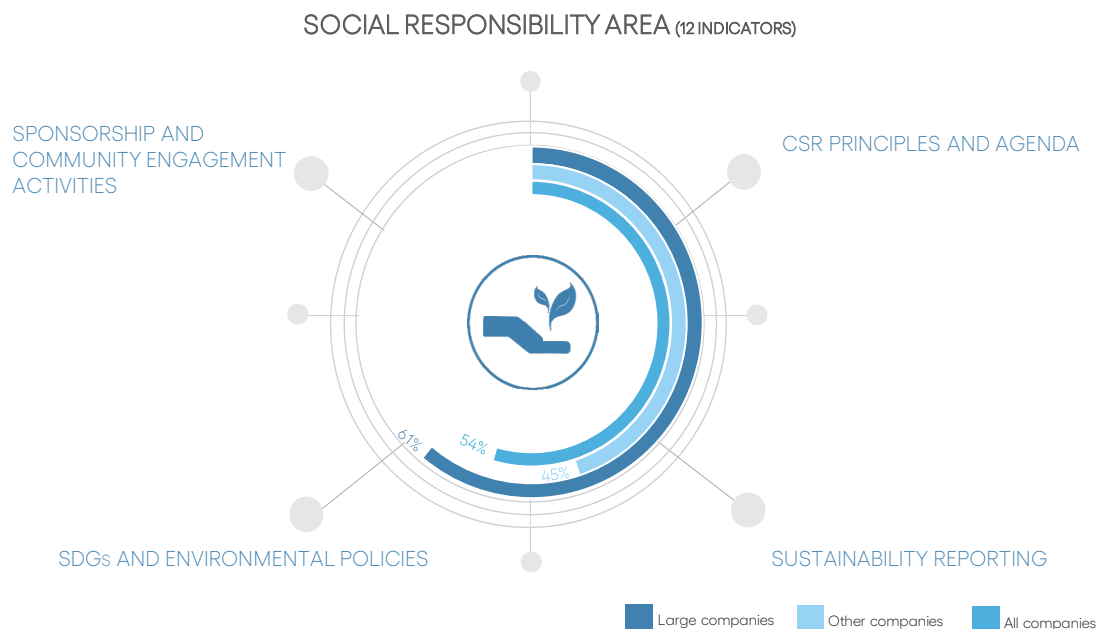 SOCIAL RESPONSIBILITY AREA (12 INDICATORS)
SPONSORSHIP AND
COMMUNITY ENGAGEMENT
ACTIVITIES
CSR PRINCIPLES AND AGENDA
61%
54%
45%
SDGs AND ENVIRONMENTAL POLICIES
SUSTAINABILITY REPORTING
Large companies
Other companies
All companies